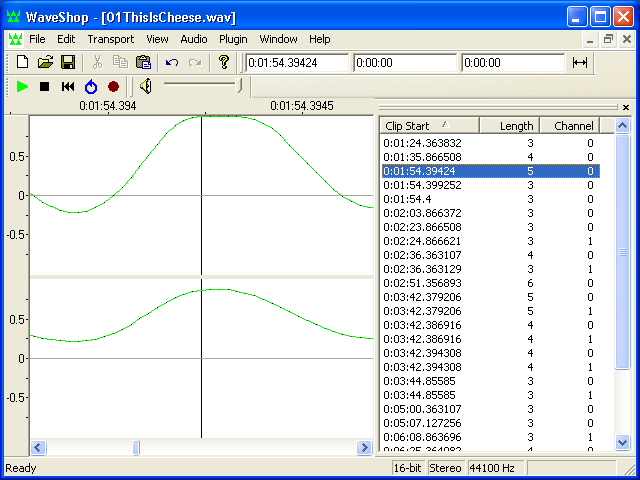 WaveShop - [01ThisIsCheese.wav]
File Edit Transport View Audio Plugin Window Help
0:01:54.39424 0:00:00 0:00:00
0:01:54.394 0:01:54.3945
0.5
0
-0.5
0.5
0
-0.5
Clip Start Length Channel
0:01:24.363832 3 0
0:01:35.866508 4 0
0:01:54.39424 5 0
0:01:54.399252 3 0
0:01:54.4 3 0
0:02:03.866372 3 0
0:02:23.866508 3 0
0:02:24.866621 3 1
0:02:36.363107 4 0
0:02:36.363129 3 1
0:02:51.356893 6 0
0:03:42.379206 5 0
0:03:42.379206 5 1
0:03:42.386916 4 0
0:03:42.386916 4 1
0:03:42.394308 4 0
0:03:42.394308 4 1
0:03:44.85585 3 0
0:03:44.85585 3 1
0:05:00.363107 3 0
0:05:07.127256 3 0
0:06:08.863696 3 1
Ready 16-bit Stereo 44100 Hz